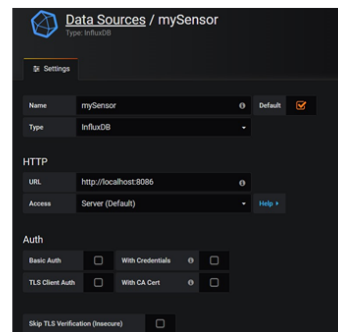 Data Sources / mySensor
Type: InfluxDB
Settings
Name mySensor Default
Type InfluxDB
HTTP
URL http://localhost:8086
Access Server (Default) Help
Auth
Basic Auth With Credentials
TLS Client Auth With CA Cert
Skip TLS Verification (Insecure)